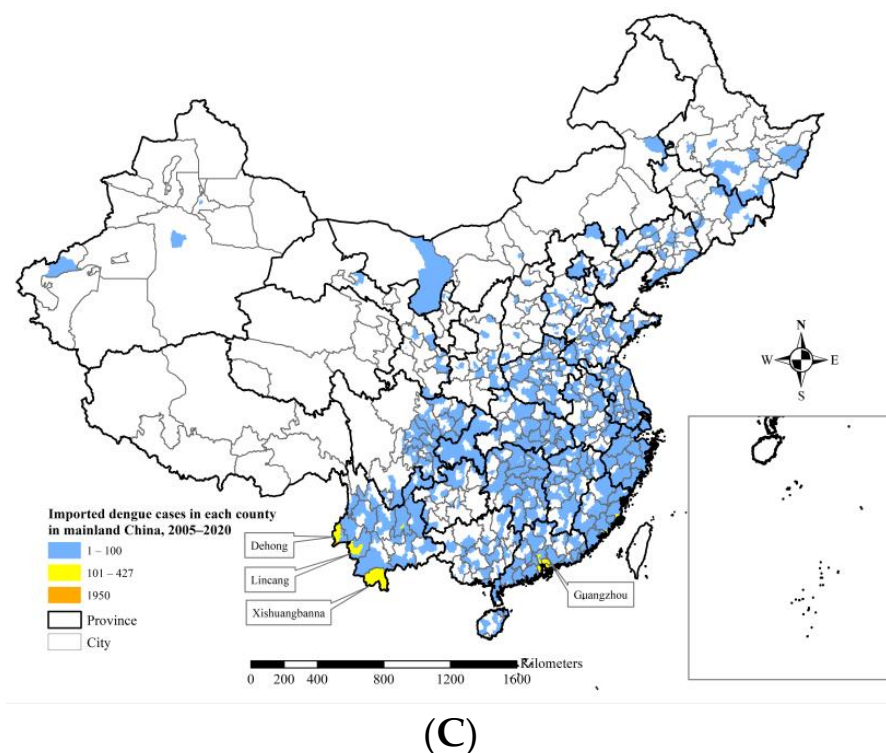 N
W E
S
Imported dengue cases in each county
in mainland China, 2005–2020
1 – 100
101 – 427
1950
Province
City
Dehong
Lincang
Xishuangbanna
Guangzhou
Kilometers
0 200 400 800 1200 1600
(C)